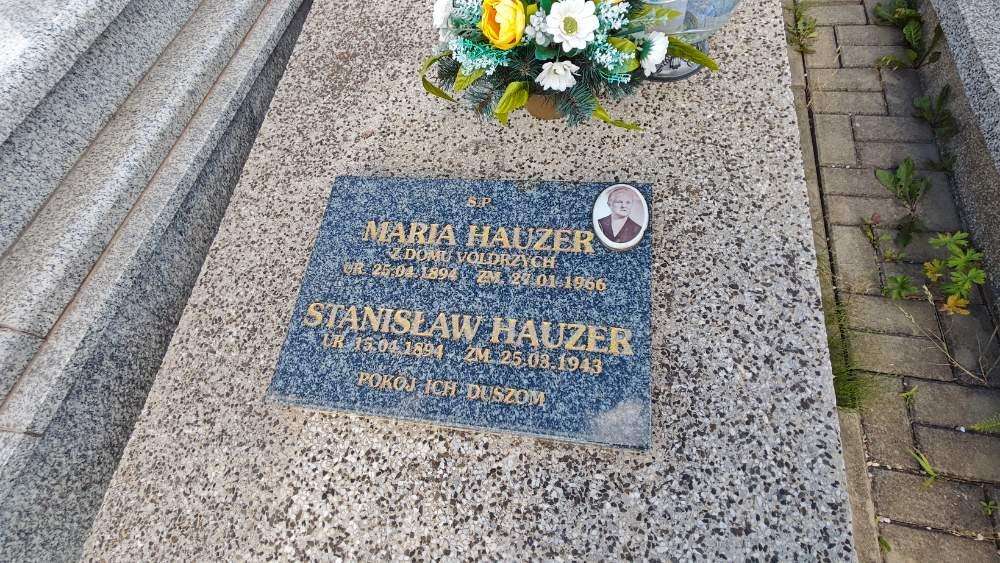 Ś.P.
MARIA HAUZER
Z DOMU VOLDRZYCH
UR. 25.04.1894 ZM. 27.01.1966
STANISŁAW HAUZER
UR. 15.04.1894 ZM. 25.03.1943
POKÓJ ICH DUSZOM